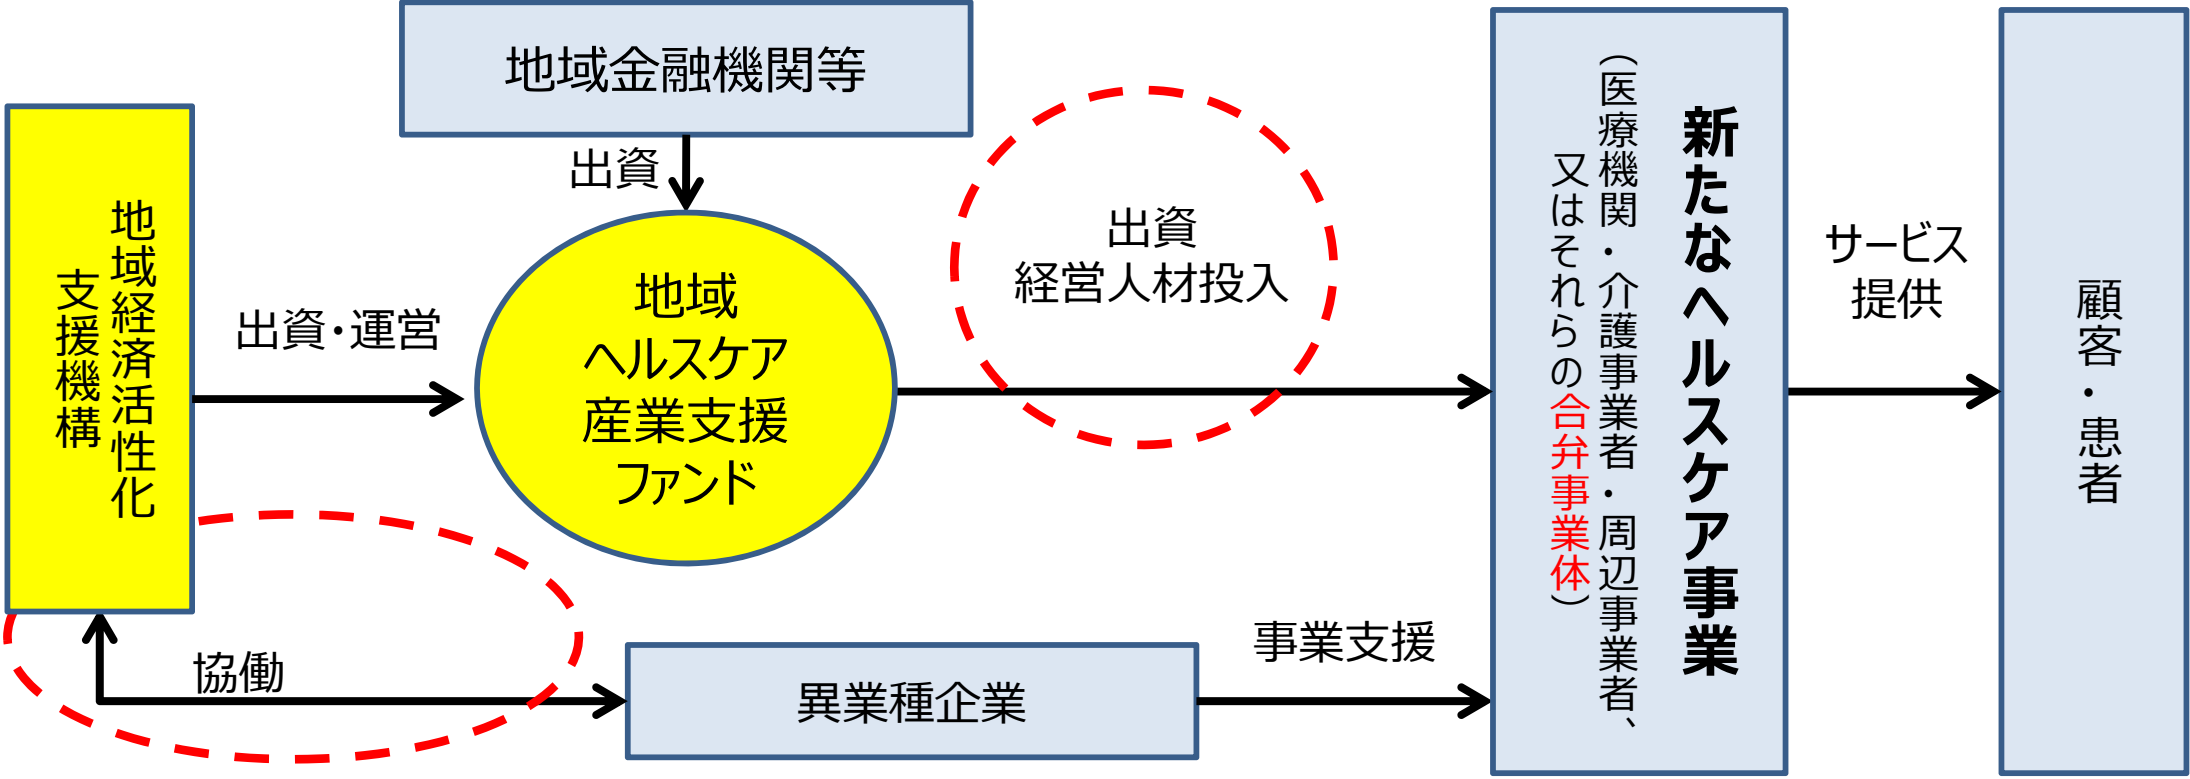 地域金融機関等
出資
地域経済活性化
支援機構
出資・運営
地域
ヘルスケア
産業支援
ファンド
出資
経営人材投入
協働
異業種企業
事業支援
新たなヘルスケア事業
（医療機関・介護事業者・周辺事業者、
又はそれらの合弁事業体）
サービス
提供
顧客・患者